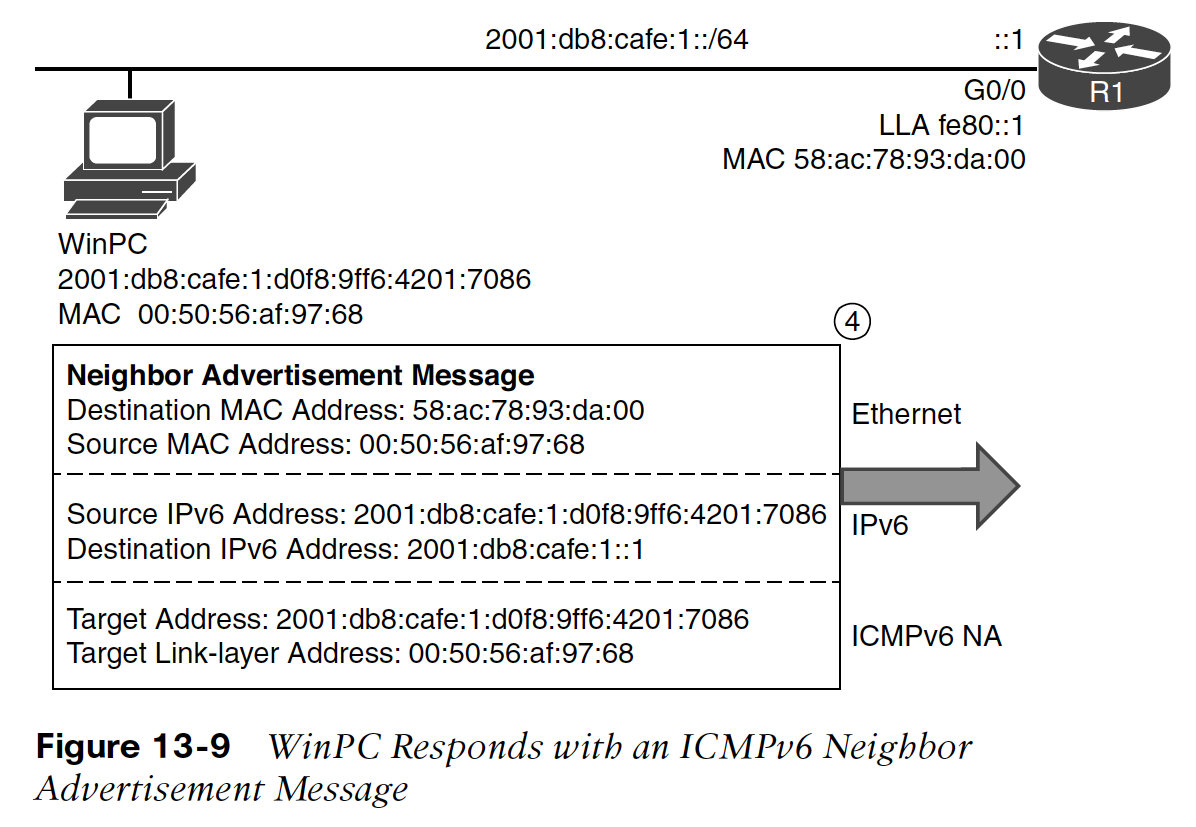 2001:db8:cafe:1::/64
::1
R1
G0/0
LLA fe80::1
MAC 58:ac:78:93:da:00
WinPC
2001:db8:cafe:1:d0f8:9ff6:4201:7086
MAC 00:50:56:af:97:68
4
Neighbor Advertisement Message
Destination MAC Address: 58:ac:78:93:da:00
Source MAC Address: 00:50:56:af:97:68
Ethernet
Source IPv6 Address: 2001:db8:cafe:1:d0f8:9ff6:4201:7086
Destination IPv6 Address: 2001:db8:cafe:1::1
IPv6
Target Address: 2001:db8:cafe:1:d0f8:9ff6:4201:7086
Target Link-layer Address: 00:50:56:af:97:68
ICMPv6 NA
Figure 13-9 WinPC Responds with an ICMPv6 Neighbor
Advertisement Message